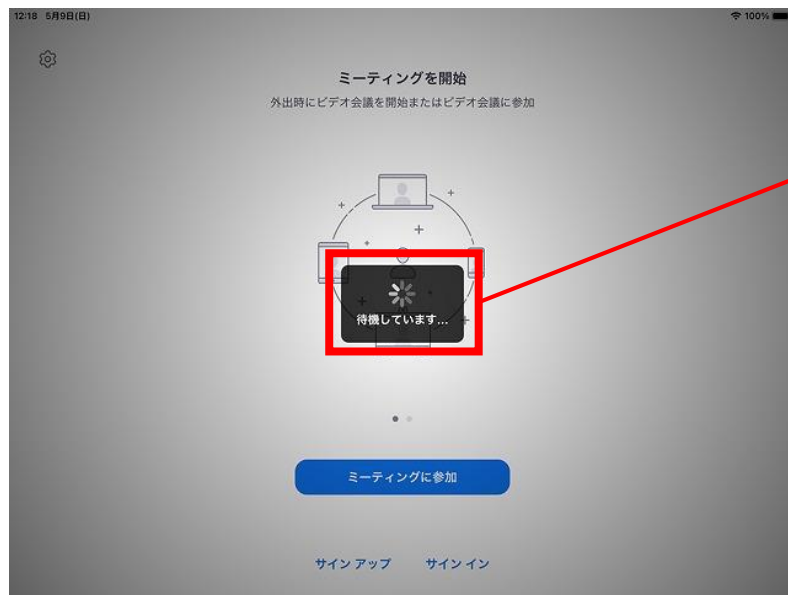 12:18 5月9日(日)
100%
ミーティングを開始
外出時にビデオ会議を開始またはビデオ会議に参加
待機しています...
ミーティングに参加
サイン アップ サイン イン